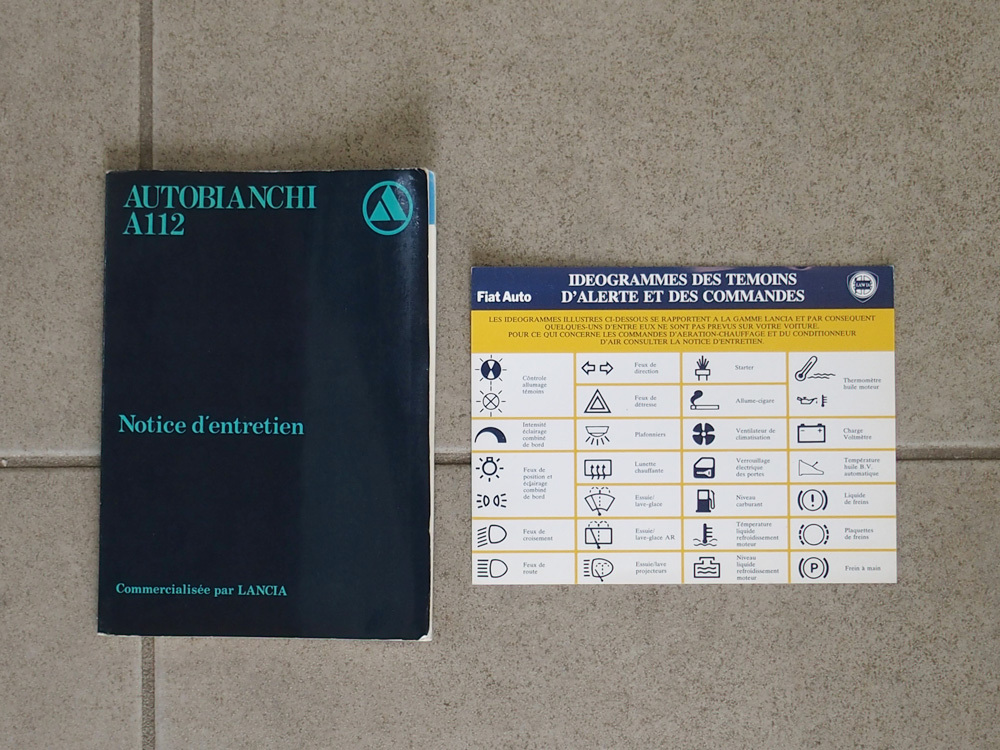 AUTOBIANCHI
A112
Notice d'entretien
Commercialisée par LANCIA
Fiat Auto
IDEOGRAMMES DES TEMOINS
D'ALERTE ET DES COMMANDES
LANCIA
LES IDEOGRAMMES ILLUSTRES CI-DESSOUS SE RAPPORTENT A LA GAMME LANCIA ET PAR CONSEQUENT
QUELQUES-UNS D'ENTRE EUX NE SONT PAS PREVUS SUR VOTRE VOITURE.
POUR CE QUI CONCERNE LES COMMANDES D'AERATION-CHAUFFAGE ET DU CONDITIONNEUR
D'AIR CONSULTER LA NOTICE D'ENTRETIEN.
Contrôle
allumage
témoins
Intensité
éclairage
combiné
de bord
Feux de
position et
éclairage
combiné
de bord
Feux de
croisement
Feux de
route
Feux de
direction
Feux de
détresse
Plafonniers
Lunette
chauffante
Essuie/
lave-glace
Essuie/
lave-glace AR
Essuie/lave
projecteurs
Starter
Allume-cigare
Ventilateur de
climatisation
Verrouillage
électrique
des portes
Niveau
carburant
Température
liquide
refroidissement
moteur
Niveau
liquide
refroidissement
moteur
Thermomètre
huile moteur
Charge
Voltmètre
Température
huile B.V.
automatique
Liquide
de freins
Plaquettes
de freins
P
Frein à main